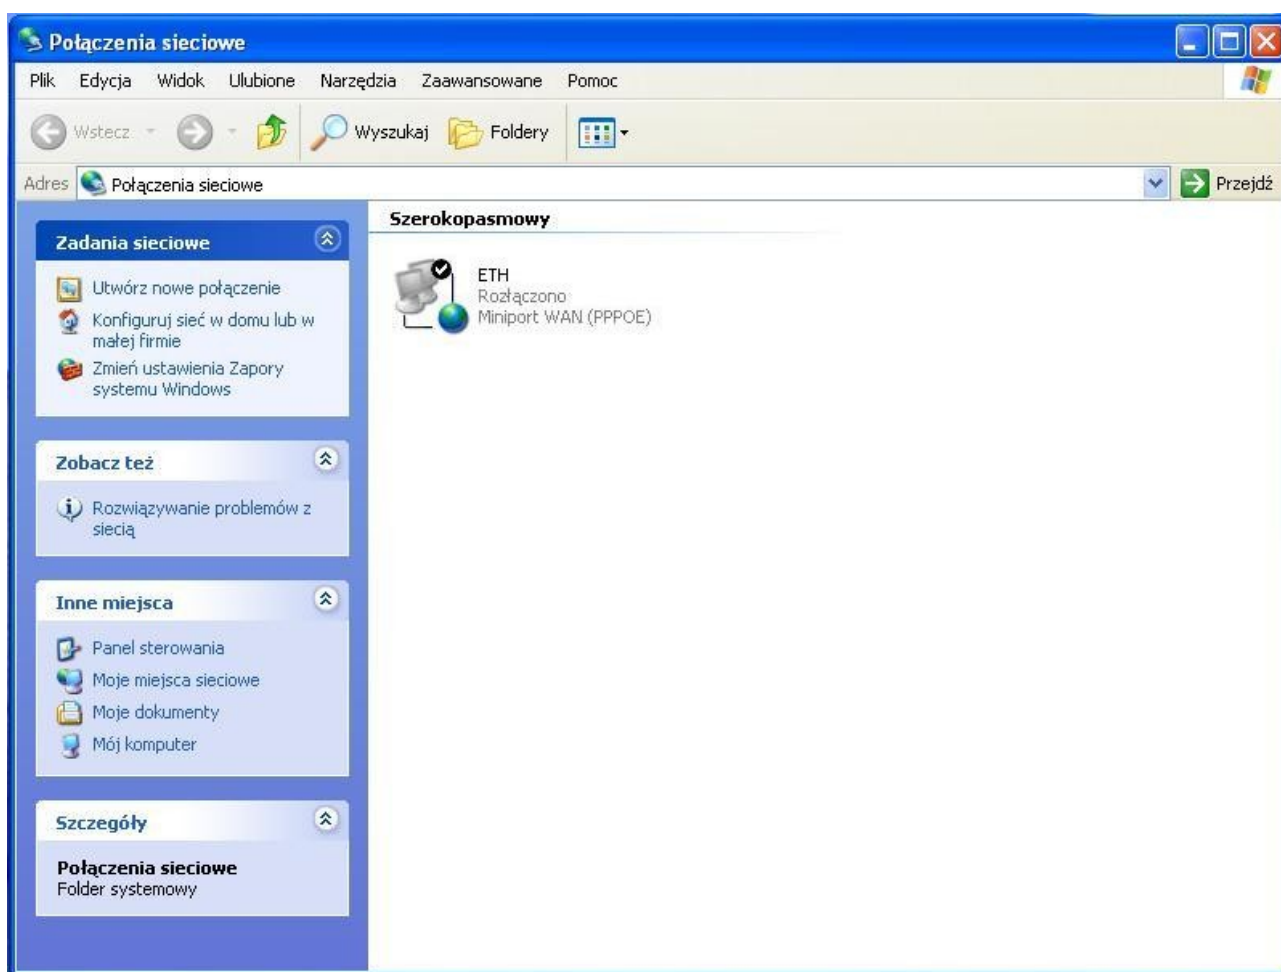 Połączenia sieciowe
Plik Edycja Widok Ulubione Narzędzia Zaawansowane Pomoc
Wstecz Wyszukaj Foldery
Adres Połączenia sieciowe Przejdź
Zadania sieciowe
Utwórz nowe połączenie
Konfiguruj sieć w domu lub w
małej firmie
Zmień ustawienia Zapory
systemu Windows
Zobacz też
Rozwiązywanie problemów z
siecią
Inne miejsca
Panel sterowania
Moje miejsca sieciowe
Moje dokumenty
Mój komputer
Szczegóły
Połączenia sieciowe
Folder systemowy
Szerokopasmowy
ETH
Rozłączono
Miniport WAN (PPPOE)